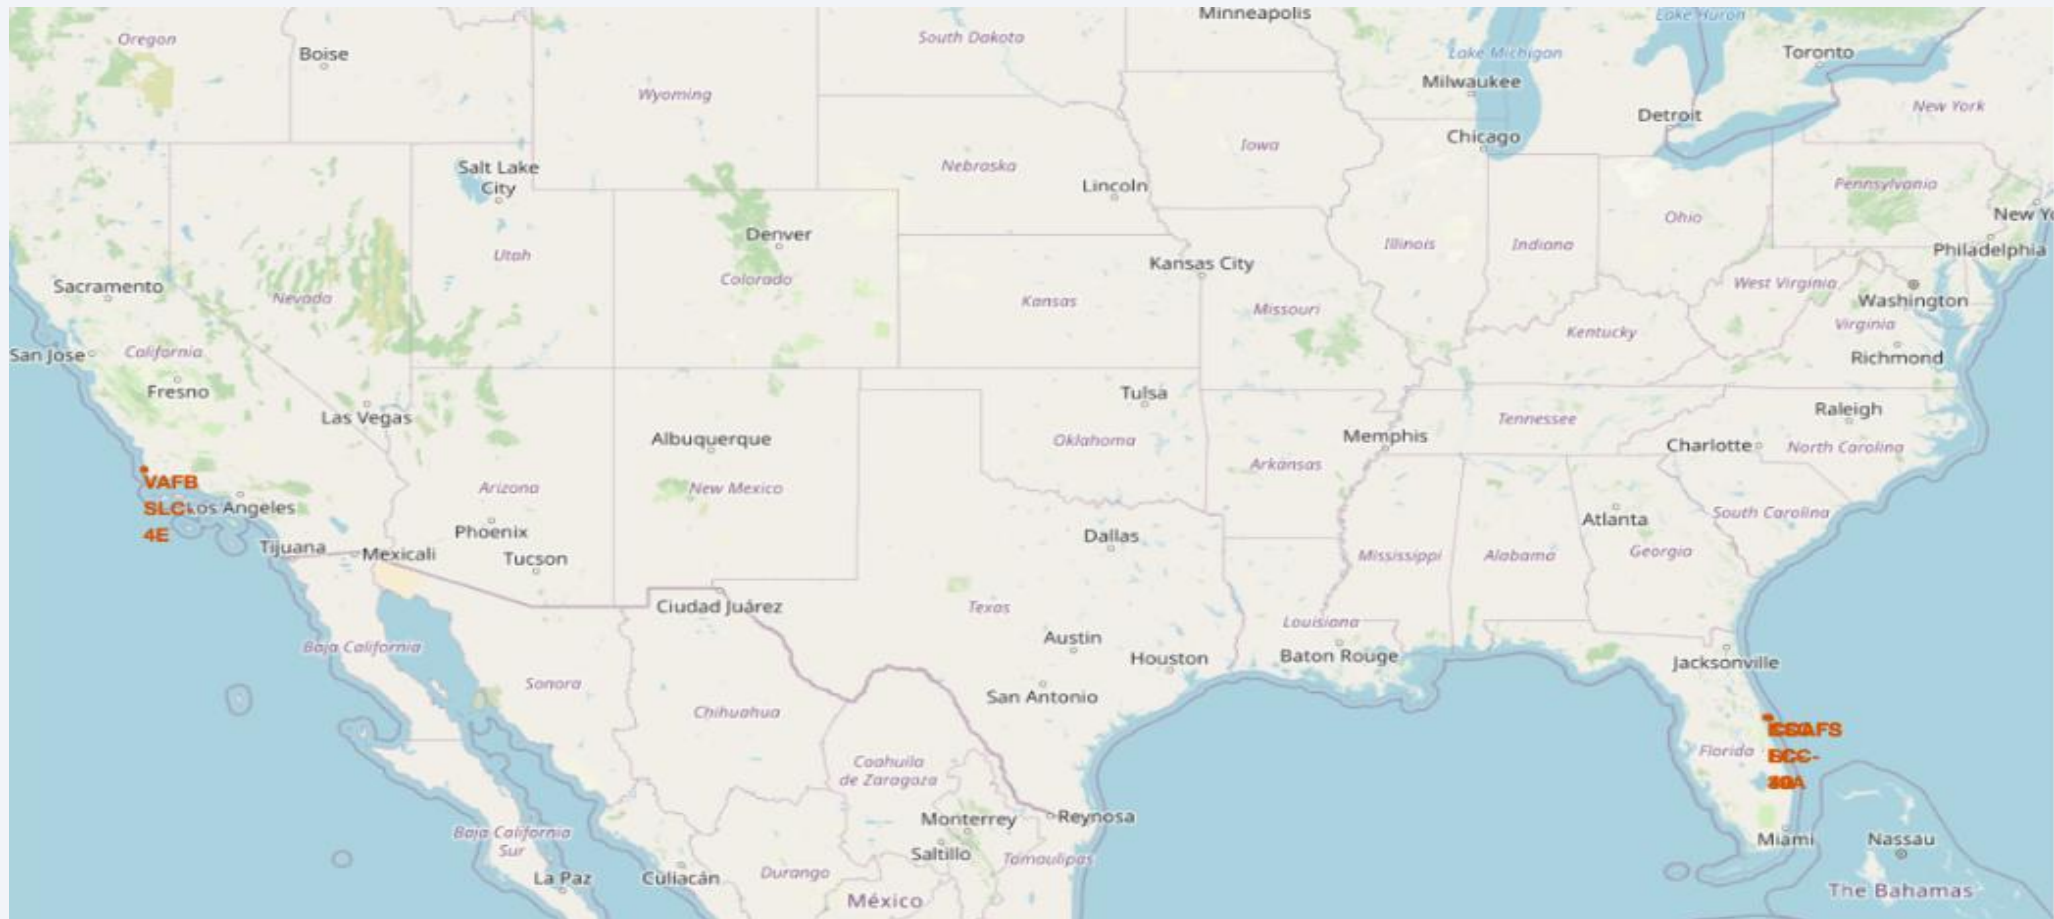 Minneapolis
Lake Huron
Oregon
South Dakota
Boise
Lake Michigan
Toronto
Milwaukee
Wyoming
New York
Detroit
Chicago
Iowa
Salt Lake
City
Nebraska
Lincoln
Pennsylvania
New Yo
Ohio
Denver
Utah
Illinois
Indiana
Philadelphia
Kansas City
Colorado
Sacramento
West Virginia
Nevada
Kansas
Washington
Missouri
Virginia
Kentucky
San Jose
California
Richmond
Fresno
Tulsa
Las Vegas
Raleigh
Tennessee
Albuquerque
Oklahoma
Memphis
Charlotte
North Carolina
Arkansas
VAFB
SLC-
4E
Arizona
New Mexico
Los Angeles
South Carolina
Atlanta
Phoenix
Dallas
Tijuana
Mexicali
Tucson
Mississippi
Alabama
Georgia
Ciudad Juárez
Texas
Louisiana
Austin
Baja California
Houston
Baton Rouge
Jacksonville
Sonora
San Antonio
Chihuahua
Florida
Coahuila
de Zaragoza
Monterrey
Reynosa
Baja California
Sur
Miami
Nassau
Saltillo
Tamaulipas
Durango
La Paz
Culiacán
México
The Bahamas